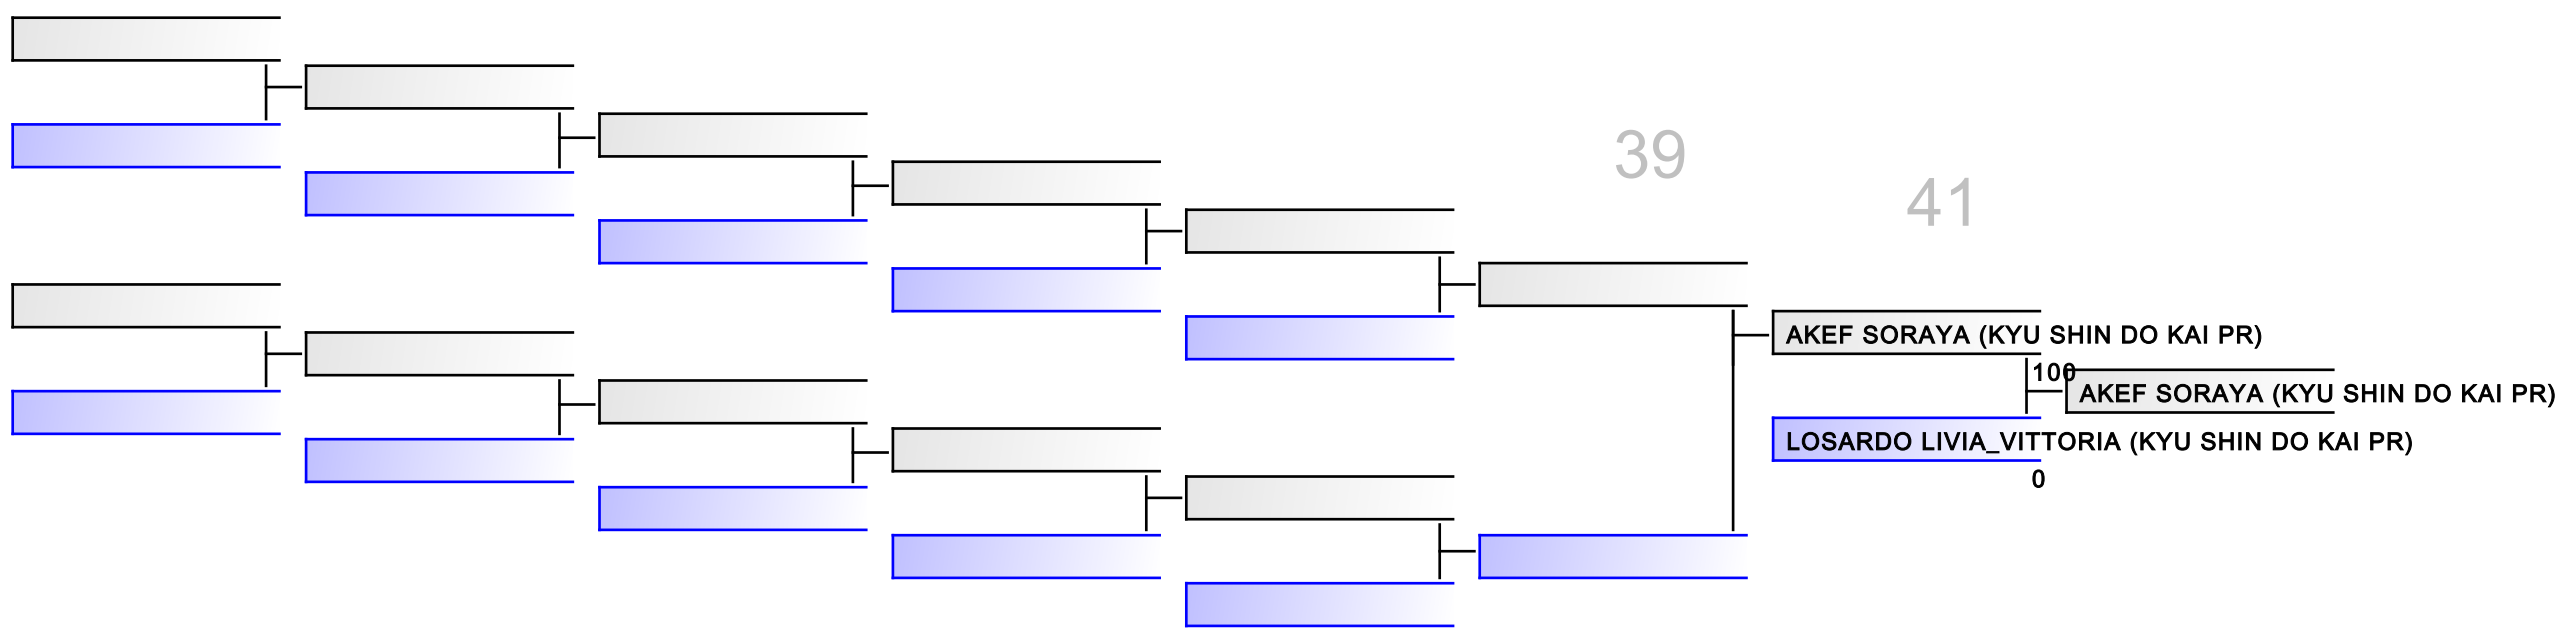 39
41
AKEF SORAYA (KYU SHIN DO KAI PR)
100
AKEF SORAYA (KYU SHIN DO KAI PR)
LOSARDO LIVIA_VITTORIA (KYU SHIN DO KAI PR)
0